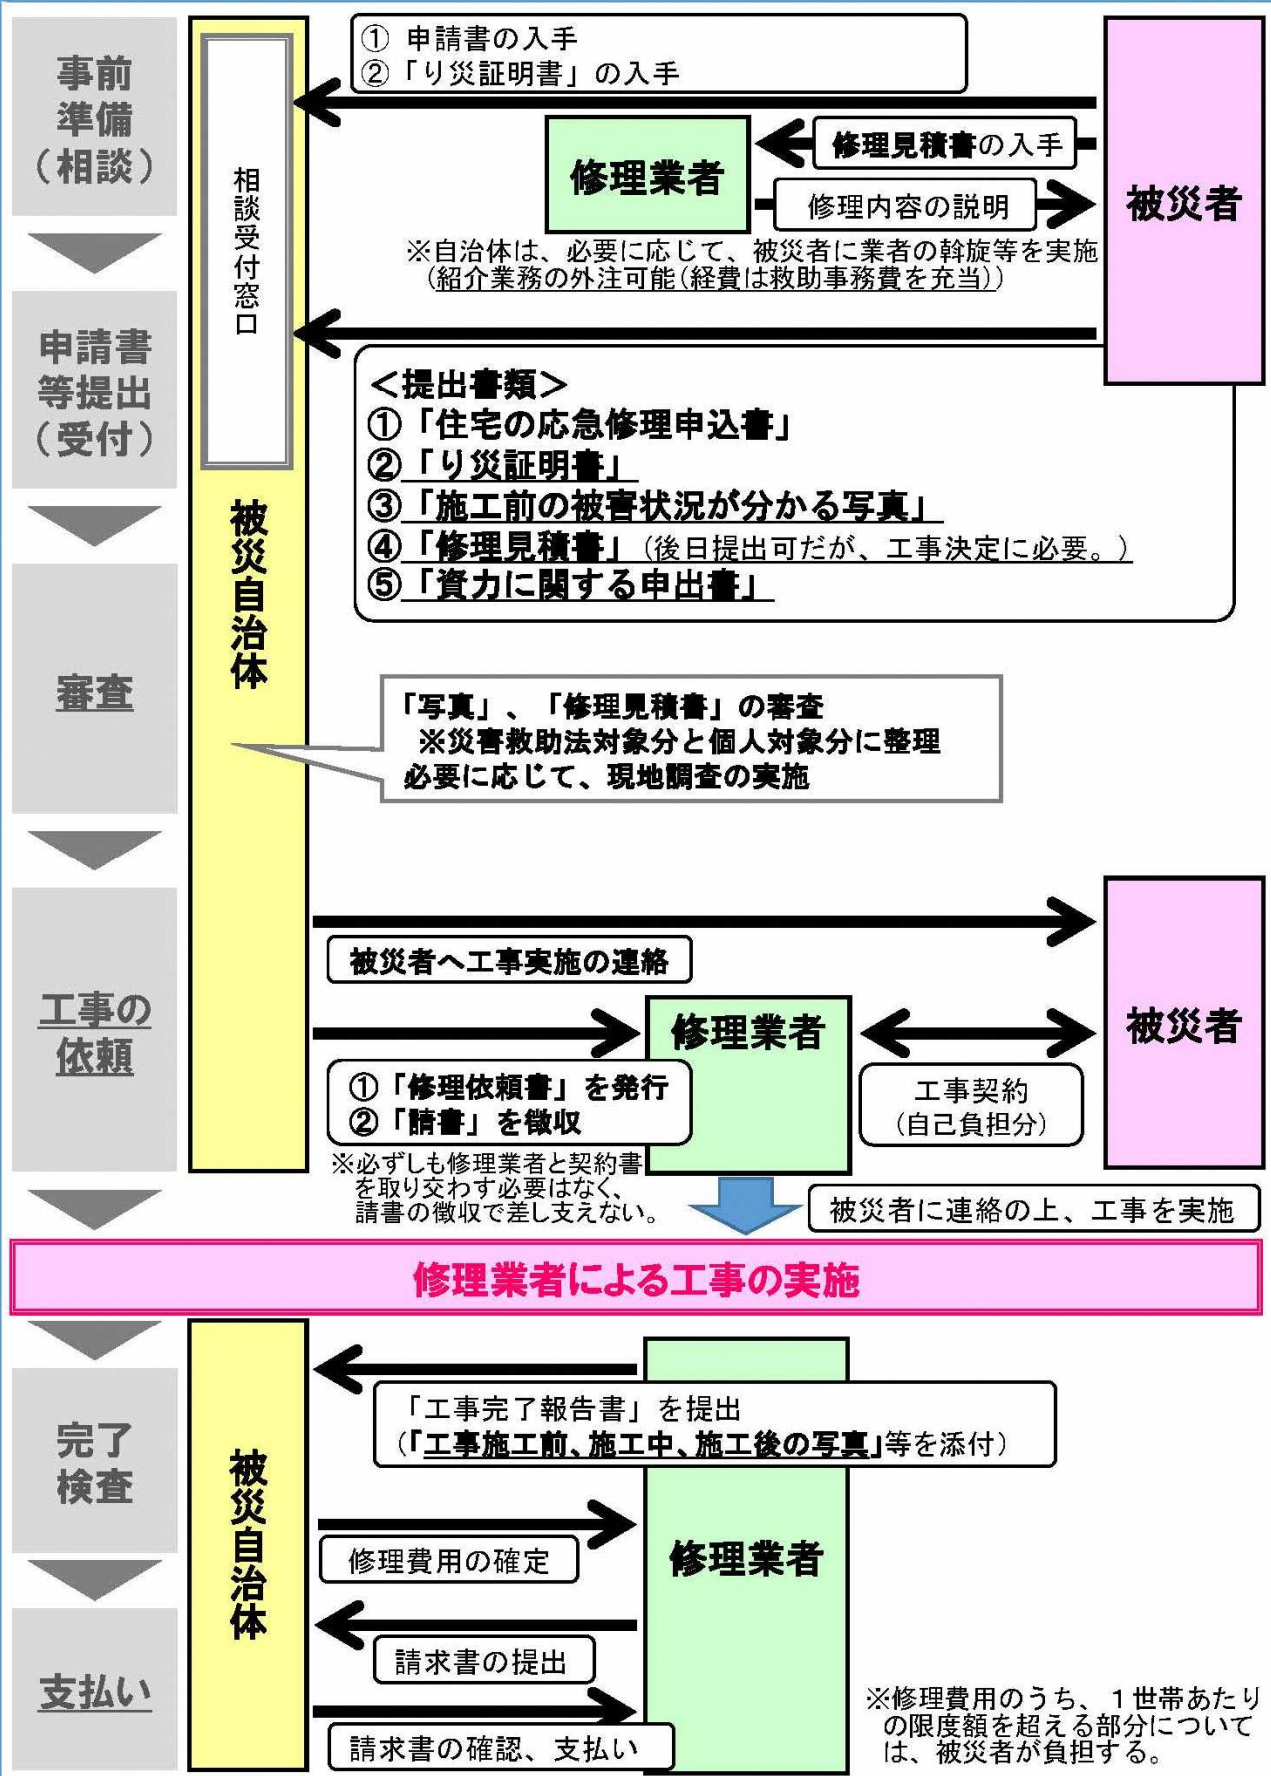 事前
準備
（相談）
① 申請書の入手
②「り災証明書」の入手
相談受付窓口
修理業者
修理見積書の入手
修理内容の説明
被災者
※自治体は、必要に応じて、被災者に業者の斡旋等を実施
（紹介業務の外注可能（経費は救助事務費を充当））
申請書
等提出
（受付）
＜提出書類＞
①「住宅の応急修理申込書」
②「り災証明書」
③「施工前の被害状況が分かる写真」
④「修理見積書」（後日提出可だが、工事決定に必要。）
⑤「資力に関する申出書」
被災自治体
審査
「写真」、「修理見積書」の審査
※災害救助法対象分と個人対象分に整理
必要に応じて、現地調査の実施
工事の
依頼
被災者へ工事実施の連絡
修理業者
被災者
①「修理依頼書」を発行
②「請書」を徴収
工事契約
（自己負担分）
※必ずしも修理業者と契約書
を取り交わす必要はなく、
請書の徴収で差し支えない。
被災者に連絡の上、工事を実施
修理業者による工事の実施
完了
検査
被災自治体
「工事完了報告書」を提出
（「工事施工前、施工中、施工後の写真」等を添付）
修理費用の確定
修理業者
請求書の提出
支払い
請求書の確認、支払い
※修理費用のうち、１世帯あたり
の限度額を超える部分について
は、被災者が負担する。